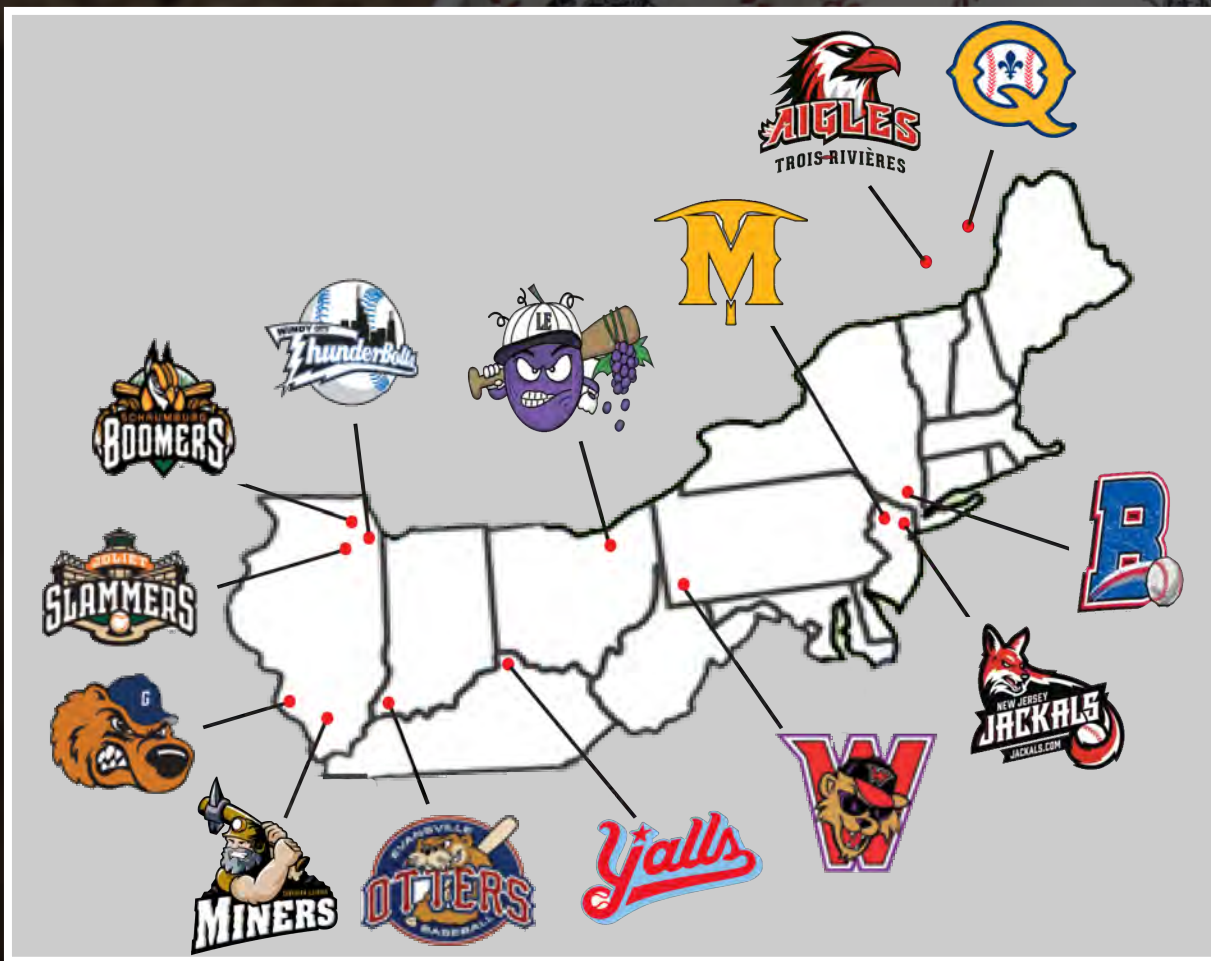 AIGLES
TROIS-RIVIÈRES
Q
M
WINDY CITY
ThunderBolts
LE
SCHAUMBURG
BOOMERS
JOLIET
SLAMMERS
B
G
NEW JERSEY
JACKALS
JACKALS.COM
W
MINERS
EVANSVILLE
OTTERS
BASEBALL
Y'alls